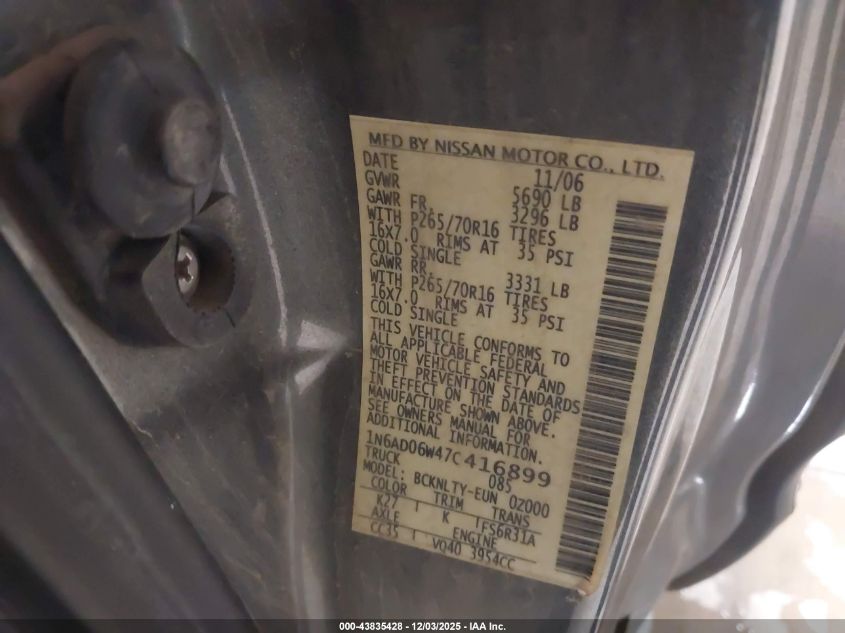 MFD BY NISSAN MOTOR CO., LTD.
DATE 11/06
GVWR 5690 LB
GAWR FR. 3296 LB
WITH P265/70R16 TIRES
16X7.0 RIMS AT 35 PSI
COLD SINGLE
GAWR RR. 3331 LB
WITH P265/70R16 TIRES
16X7.0 RIMS AT 35 PSI
COLD SINGLE
THIS VEHICLE CONFORMS TO
ALL APPLICABLE FEDERAL
MOTOR VEHICLE SAFETY AND
THEFT PREVENTION STANDARDS
IN EFFECT ON THE DATE OF
MANUFACTURE SHOWN ABOVE.
SEE OWNERS MANUAL FOR
ADDITIONAL INFORMATION.
1N6AD06W47C416899
TRUCK 085
MODEL: BCKNLTY-EUN 0Z000
COLOR TRIM TRANS
K27 K FS6R31A
AXLE ENGINE
CC35 VQ40 3954CC
000-43835428 - 12/03/2025 - IAA Inc.